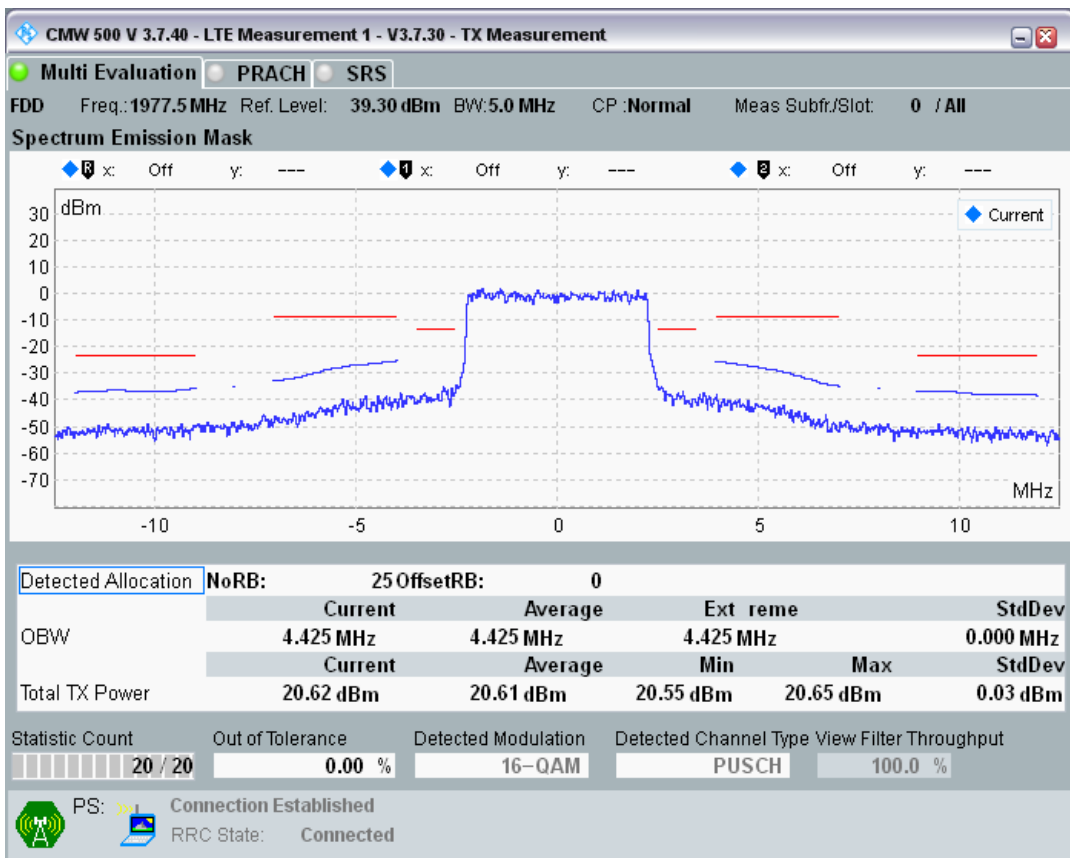 CMW 500 V 3.7.40 - LTE Measurement 1 - V3.7.30 - TX Measurement
Multi Evaluation PRACH SRS
FDD Freq.: 1977.5 MHz Ref. Level: 39.30 dBm BW: 5.0 MHz CP : Normal Meas Subfr./Slot: 0 / All
Spectrum Emission Mask
R x: Off y: --- 1 x: Off y: --- 2 x: Off y: ---
dBm
Current
30
20
10
0
-10
-20
-30
-40
-50
-60
-70
MHz
-10 -5 0 5 10
Detected Allocation NoRB: 25 OffsetRB: 0
Current Average Ext reme StdDev
OBW 4.425 MHz 4.425 MHz 4.425 MHz 0.000 MHz
Current Average Min Max StdDev
Total TX Power 20.62 dBm 20.61 dBm 20.55 dBm 20.65 dBm 0.03 dBm
Statistic Count Out of Tolerance Detected Modulation Detected Channel Type View Filter Throughput
20 / 20 0.00 % 16-QAM PUSCH 100.0 %
PS: Connection Established
RRC State: Connected